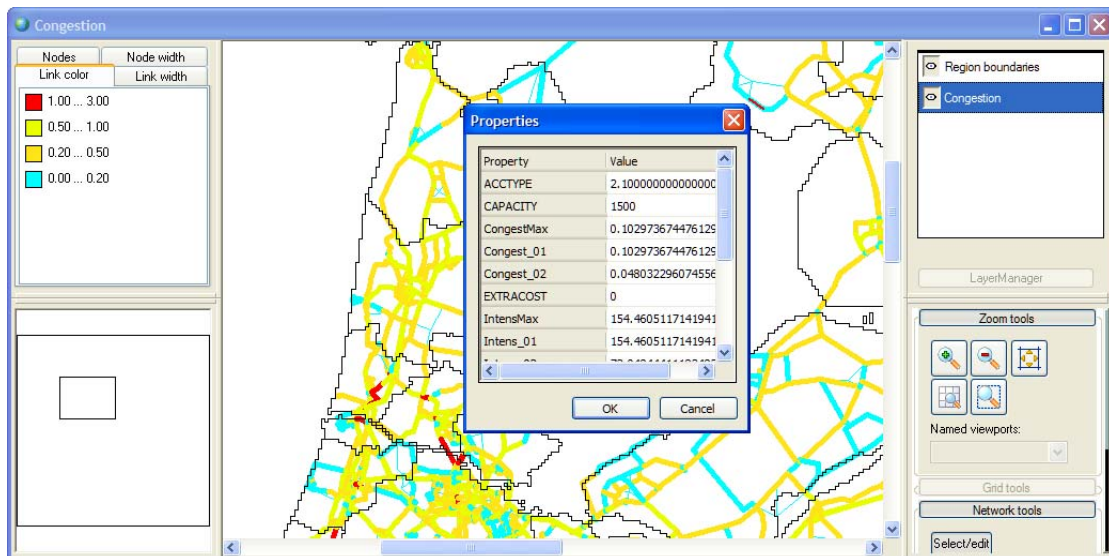 Congestion
Nodes
Node width
Link color
Link width
1.00 ... 3.00
0.50 ... 1.00
0.20 ... 0.50
0.00 ... 0.20
Properties
Property Value
ACCTYPE 2.100000000000000
CAPACITY 1500
CongestMax 0.102973674476129
Congest_01 0.102973674476129
Congest_02 0.048032296074556
EXTRACOST 0
IntensMax 154.4605117141941
Intens_01 154.4605117141941
OK
Cancel
Region boundaries
Congestion
LayerManager
Zoom tools
Named viewports:
Grid tools
Network tools
Select/edit